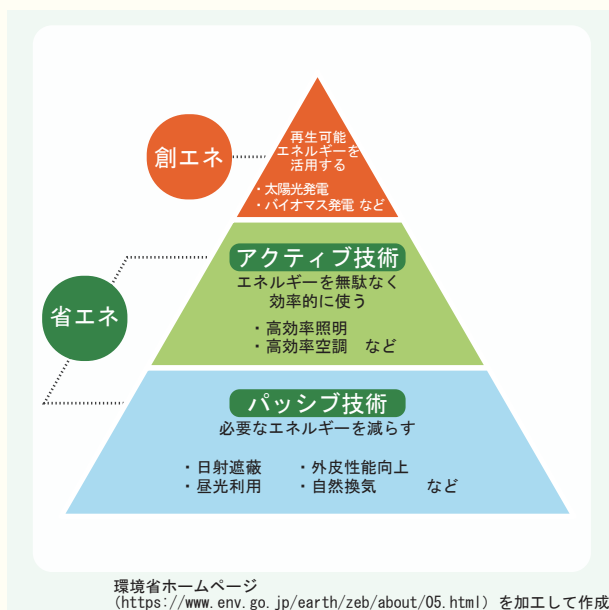 創エネ
再生可能
エネルギーを
活用する
・太陽光発電
・バイオマス発電 など
省エネ
アクティブ技術
エネルギーを無駄なく
効率的に使う
・高効率照明
・高効率空調 など
パッシブ技術
必要なエネルギーを減らす
・日射遮蔽 ・外皮性能向上
・昼光利用 ・自然換気 など
環境省ホームページ
(https://www.env.go.jp/earth/zeb/about/05.html) を加工して作成